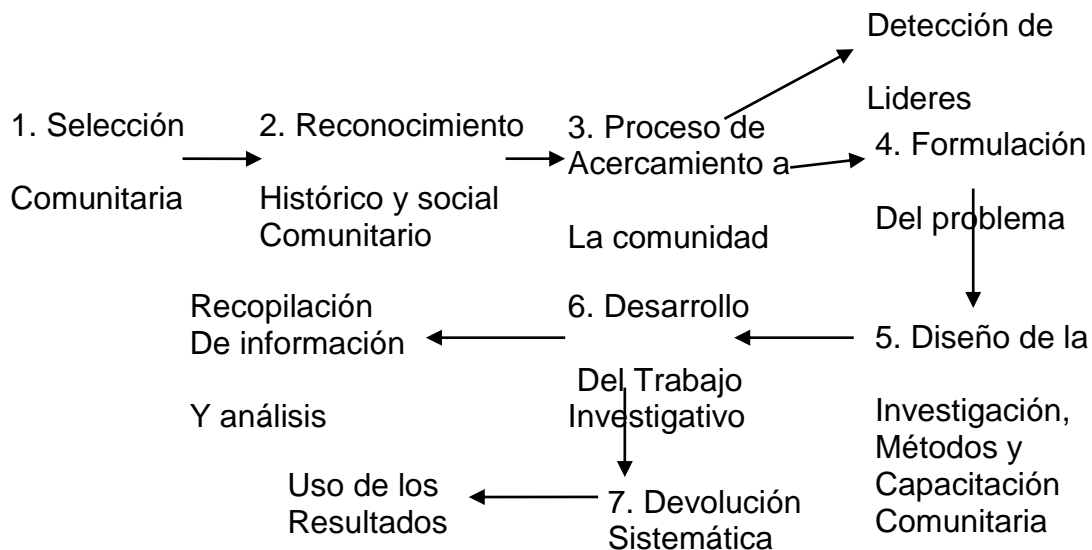 Detección de
Lideres
1. Selección
Comunitaria
2. Reconocimiento
Histórico y social
Comunitario
3. Proceso de
Acercamiento a
La comunidad
4. Formulación
Del problema
5. Diseño de la
Investigación,
Métodos y
Capacitación
Comunitaria
6. Desarrollo
Del Trabajo
Investigativo
Recopilación
De información
Y análisis
7. Devolución
Sistemática
Uso de los
Resultados